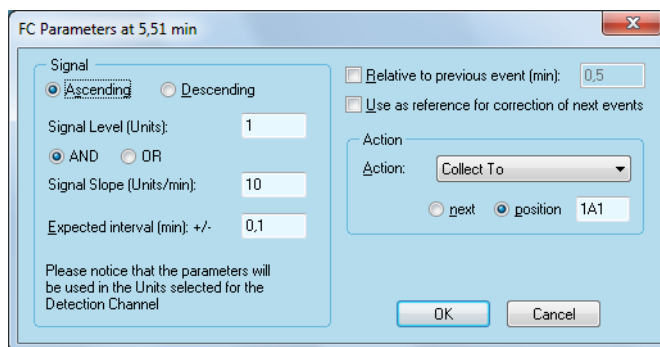 FC Parameters at 5,51 min
Signal
Ascending
Descending
Signal Level (Units):
1
AND
OR
Signal Slope (Units/min):
10
Expected interval (min): +/-
0,1
Please notice that the parameters will
be used in the Units selected for the
Detection Channel
Relative to previous event (min):
0,5
Use as reference for correction of next events
Action
Action:
Collect To
next
position
1A1
OK
Cancel